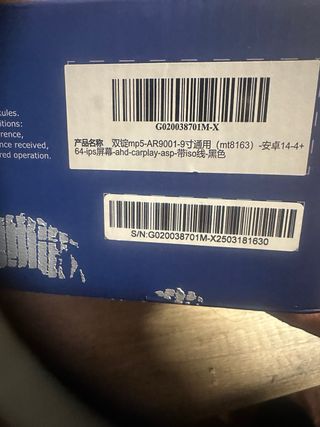 ules.
itions:
erence,
nce received,
red operation.
G020038701M-X
产品名称 双锭mp5-AR9001-9寸通用（mt8163）-安卓14-4+
64-ips屏幕-ahd-carplay-asp-带iso线-黑色
S/N:G020038701M-X2503181630